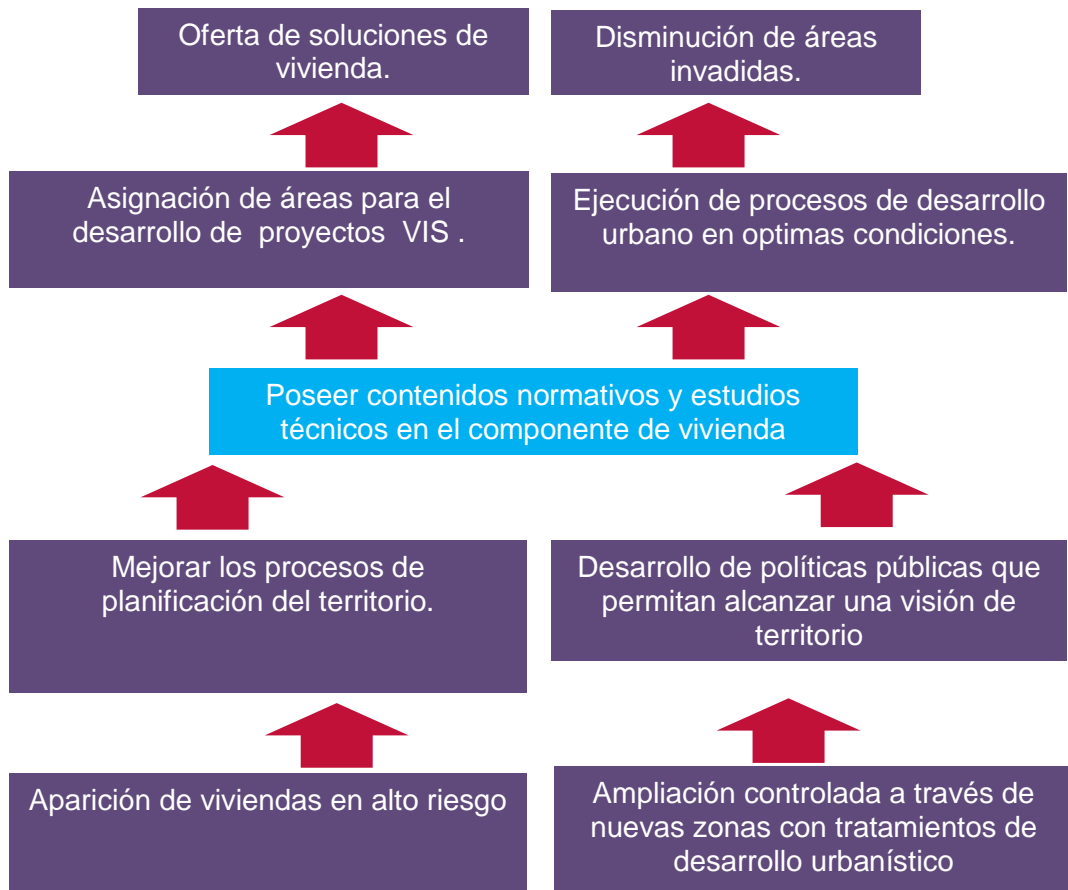 Oferta de soluciones de
vivienda.
Disminución de áreas
invadidas.
Asignación de áreas para el
desarrollo de proyectos VIS .
Ejecución de procesos de desarrollo
urbano en optimas condiciones.
Poseer contenidos normativos y estudios
técnicos en el componente de vivienda
Mejorar los procesos de
planificación del territorio.
Desarrollo de políticas públicas que
permitan alcanzar una visión de
territorio
Aparición de viviendas en alto riesgo
Ampliación controlada a través de
nuevas zonas con tratamientos de
desarrollo urbanístico